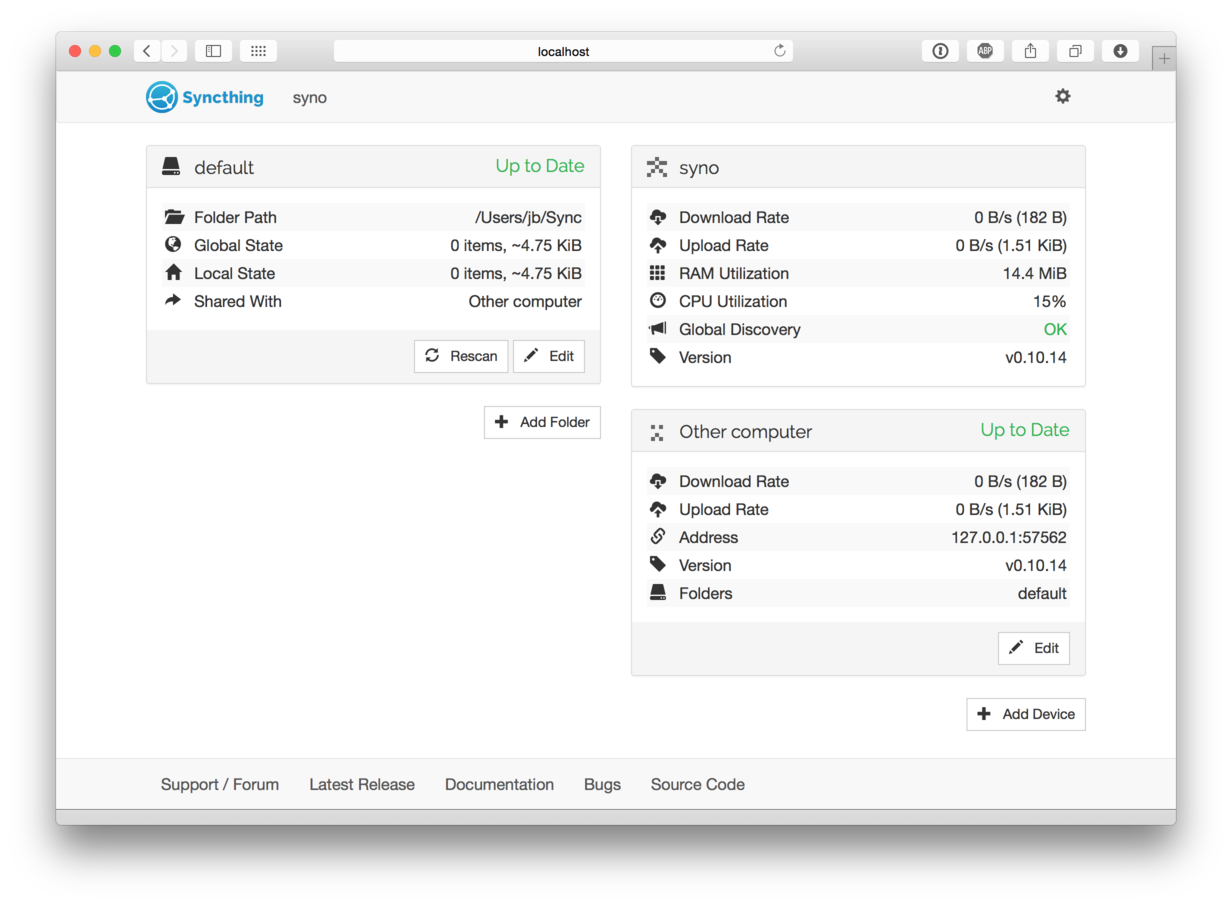 localhost
ABP
Syncthing syno
default Up to Date
Folder Path /Users/jb/Sync
Global State 0 items, ~4.75 KiB
Local State 0 items, ~4.75 KiB
Shared With Other computer
Rescan Edit
Add Folder
syno
Download Rate 0 B/s (182 B)
Upload Rate 0 B/s (1.51 KiB)
RAM Utilization 14.4 MiB
CPU Utilization 15%
Global Discovery OK
Version v0.10.14
Other computer Up to Date
Download Rate 0 B/s (182 B)
Upload Rate 0 B/s (1.51 KiB)
Address 127.0.0.1:57562
Version v0.10.14
Folders default
Edit
Add Device
Support / Forum Latest Release Documentation Bugs Source Code